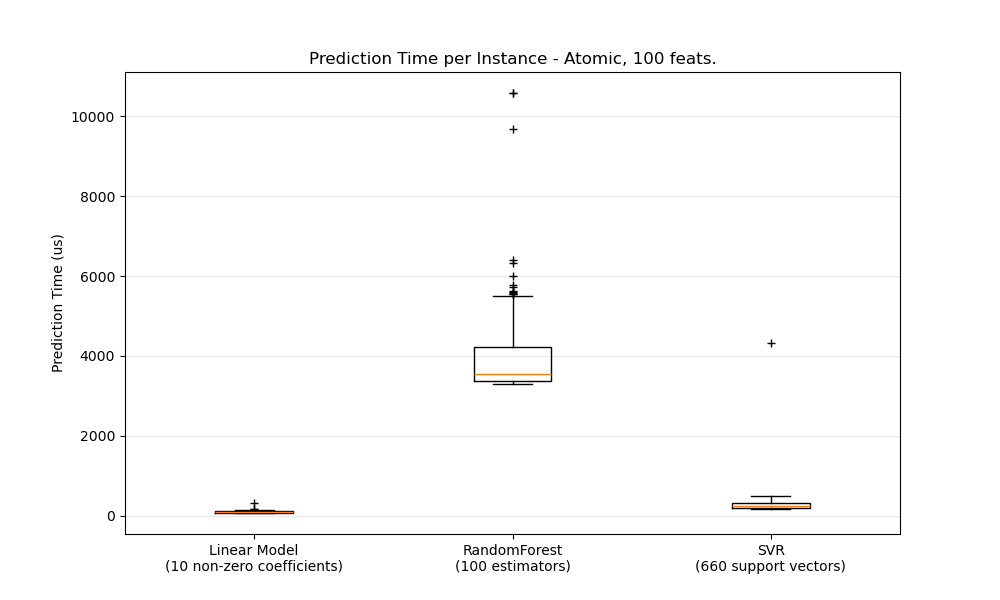 Prediction Time per Instance - Atomic, 100 feats.
Prediction Time (us)
10000
8000
6000
4000
2000
0
Linear Model
(10 non-zero coefficients)
RandomForest
(100 estimators)
SVR
(660 support vectors)